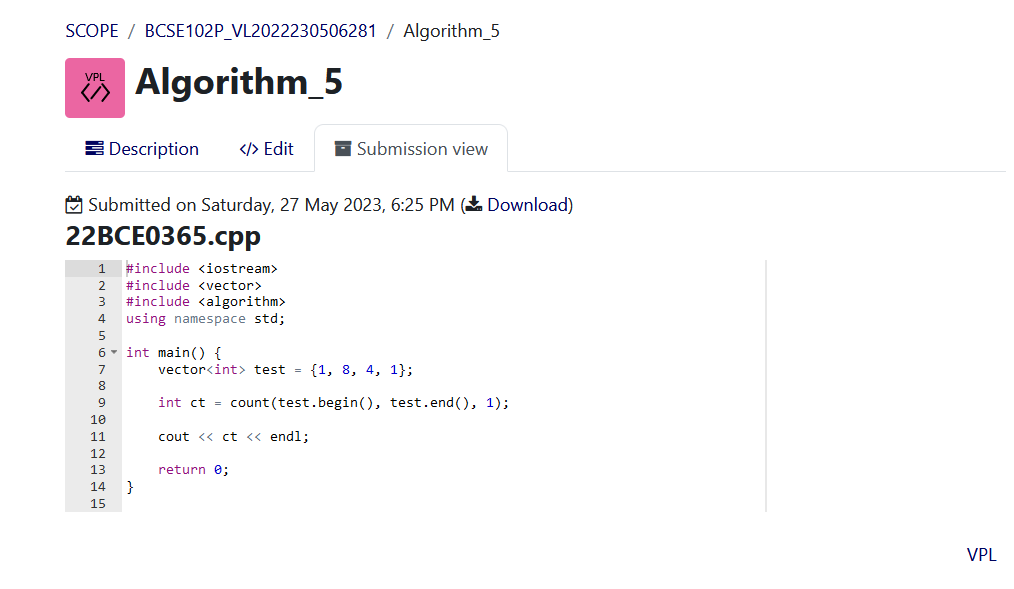 SCOPE / BCSE102P_VL2022230506281 / Algorithm_5
VPL
</>
Algorithm_5
Description
</> Edit
Submission view
Submitted on Saturday, 27 May 2023, 6:25 PM (Download)
22BCE0365.cpp
1 #include <iostream>
2 #include <vector>
3 #include <algorithm>
4 using namespace std;
5
6 int main() {
7     vector<int> test = {1, 8, 4, 1};
8
9     int ct = count(test.begin(), test.end(), 1);
10
11     cout << ct << endl;
12
13     return 0;
14 }
15
VPL